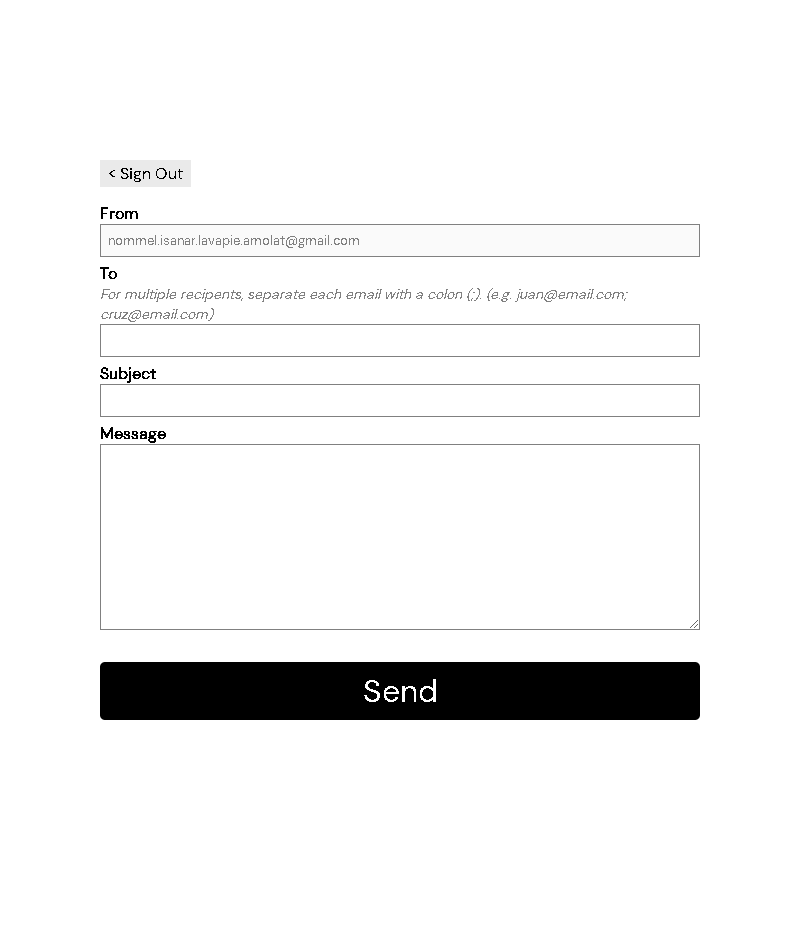 < Sign Out
From
nommel.isanar.lavapie.amolat@gmail.com
To
For multiple recipents, separate each email with a colon (;). (e.g. juan@email.com;
cruz@email.com)
Subject
Message
Send